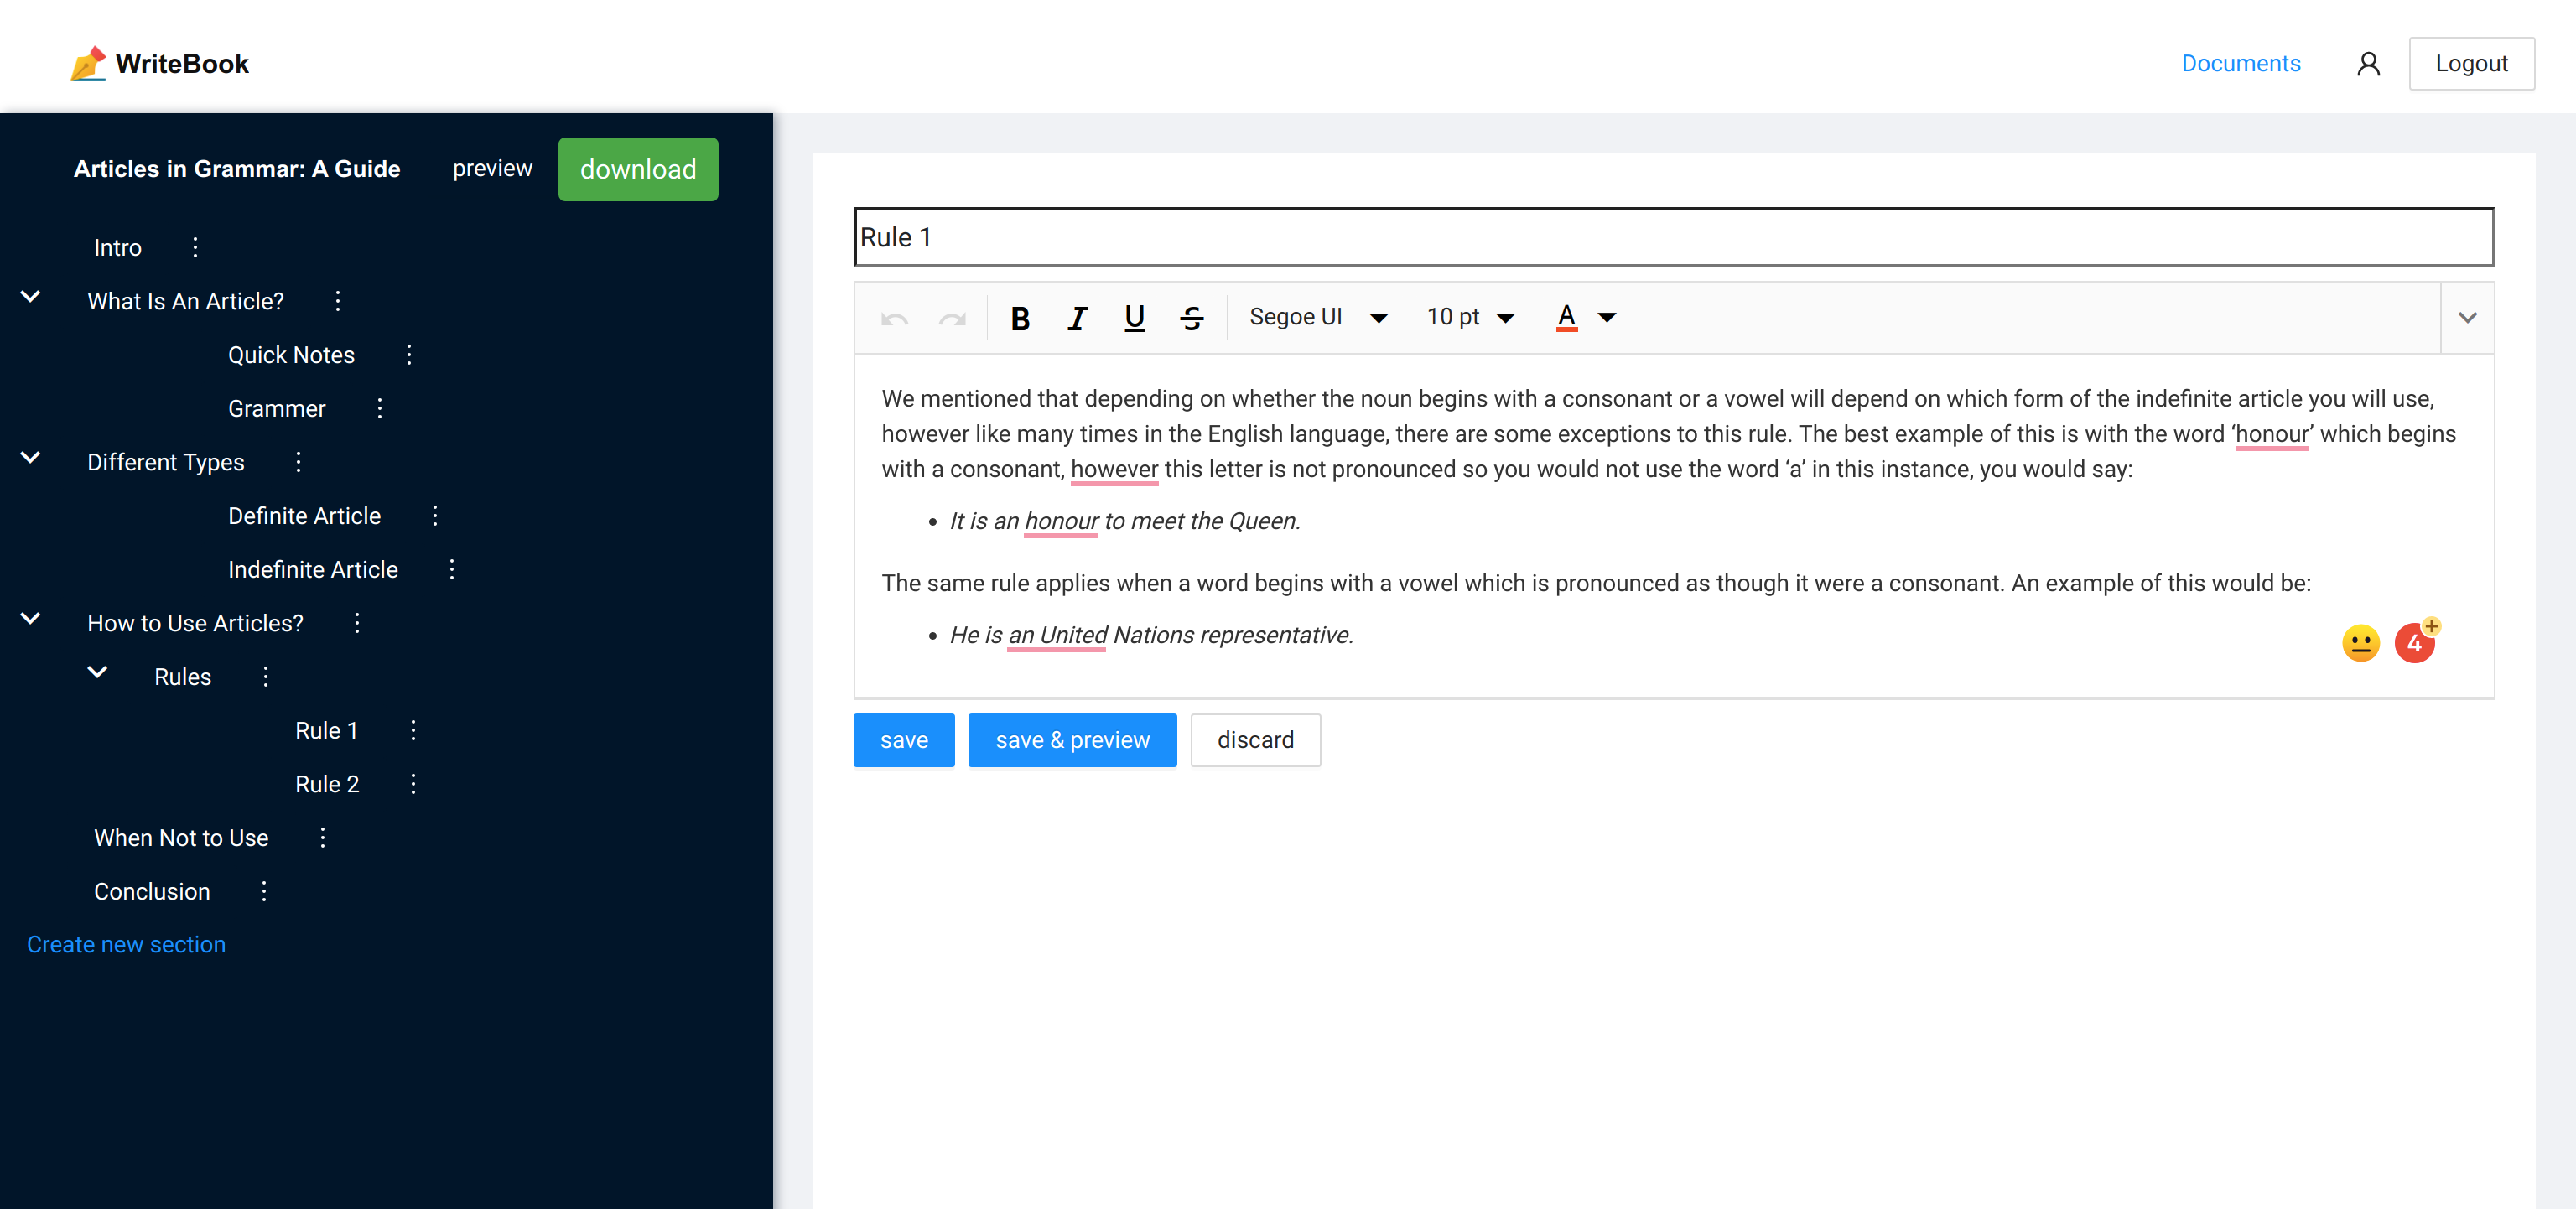 WriteBook
Documents
Logout
Articles in Grammar: A Guide
preview
download
Intro
What Is An Article?
Quick Notes
Grammer
Different Types
Definite Article
Indefinite Article
How to Use Articles?
Rules
Rule 1
Rule 2
When Not to Use
Conclusion
Create new section
Rule 1
B I U S Segoe UI 10 pt A
We mentioned that depending on whether the noun begins with a consonant or a vowel will depend on which form of the indefinite article you will use,
however like many times in the English language, there are some exceptions to this rule. The best example of this is with the word ‘honour’ which begins
with a consonant, however this letter is not pronounced so you would not use the word ‘a’ in this instance, you would say:
• It is an honour to meet the Queen.
The same rule applies when a word begins with a vowel which is pronounced as though it were a consonant. An example of this would be:
• He is an United Nations representative.
4
save
save & preview
discard